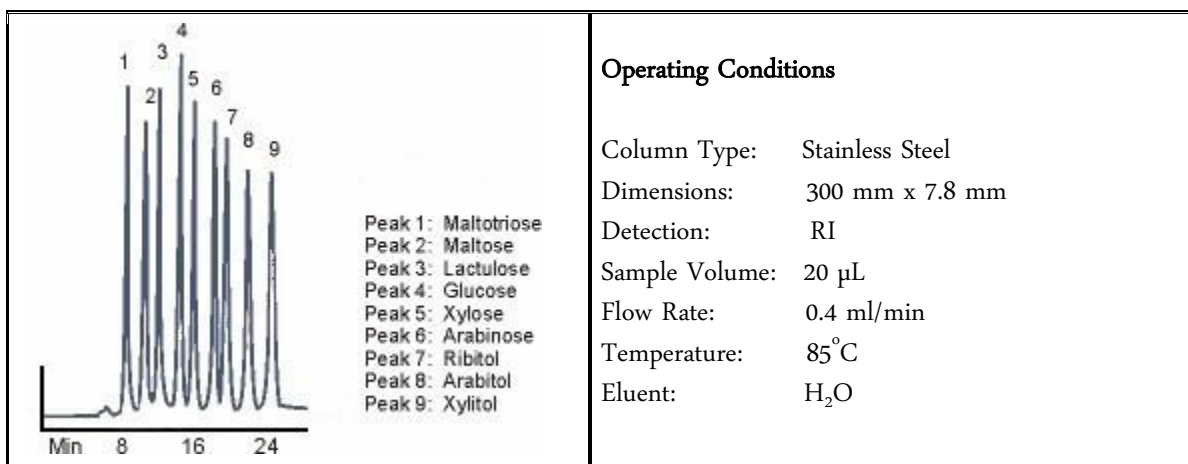 4
3
1
5
2
6
7
8
9
Peak 1: Maltotriose
Peak 2: Maltose
Peak 3: Lactulose
Peak 4: Glucose
Peak 5: Xylose
Peak 6: Arabinose
Peak 7: Ribitol
Peak 8: Arabitol
Peak 9: Xylitol
Min 8 16 24
Operating Conditions
Column Type: Stainless Steel
Dimensions: 300 mm x 7.8 mm
Detection: RI
Sample Volume: 20 µL
Flow Rate: 0.4 ml/min
Temperature: 85°C
Eluent: H₂O